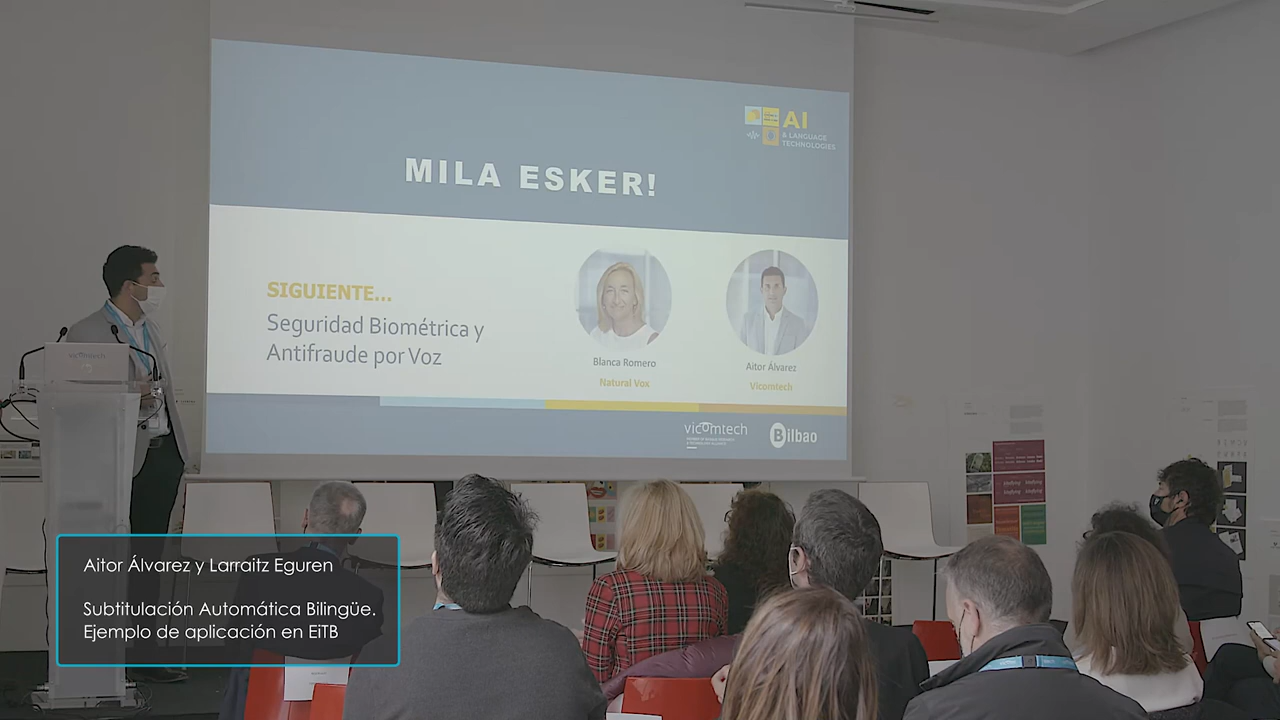 AI
& LANGUAGE
TECHNOLOGIES
MILA ESKER!
SIGUIENTE...
Seguridad Biométrica y
Antifraude por Voz
Blanca Romero
Natural Vox
Aitor Álvarez
Vicomtech
vicomtech
Bilbao
vicomtech
Aitor Álvarez y Larraitz Eguren
Subtitulación Automática Bilingüe.
Ejemplo de aplicación en EiTB